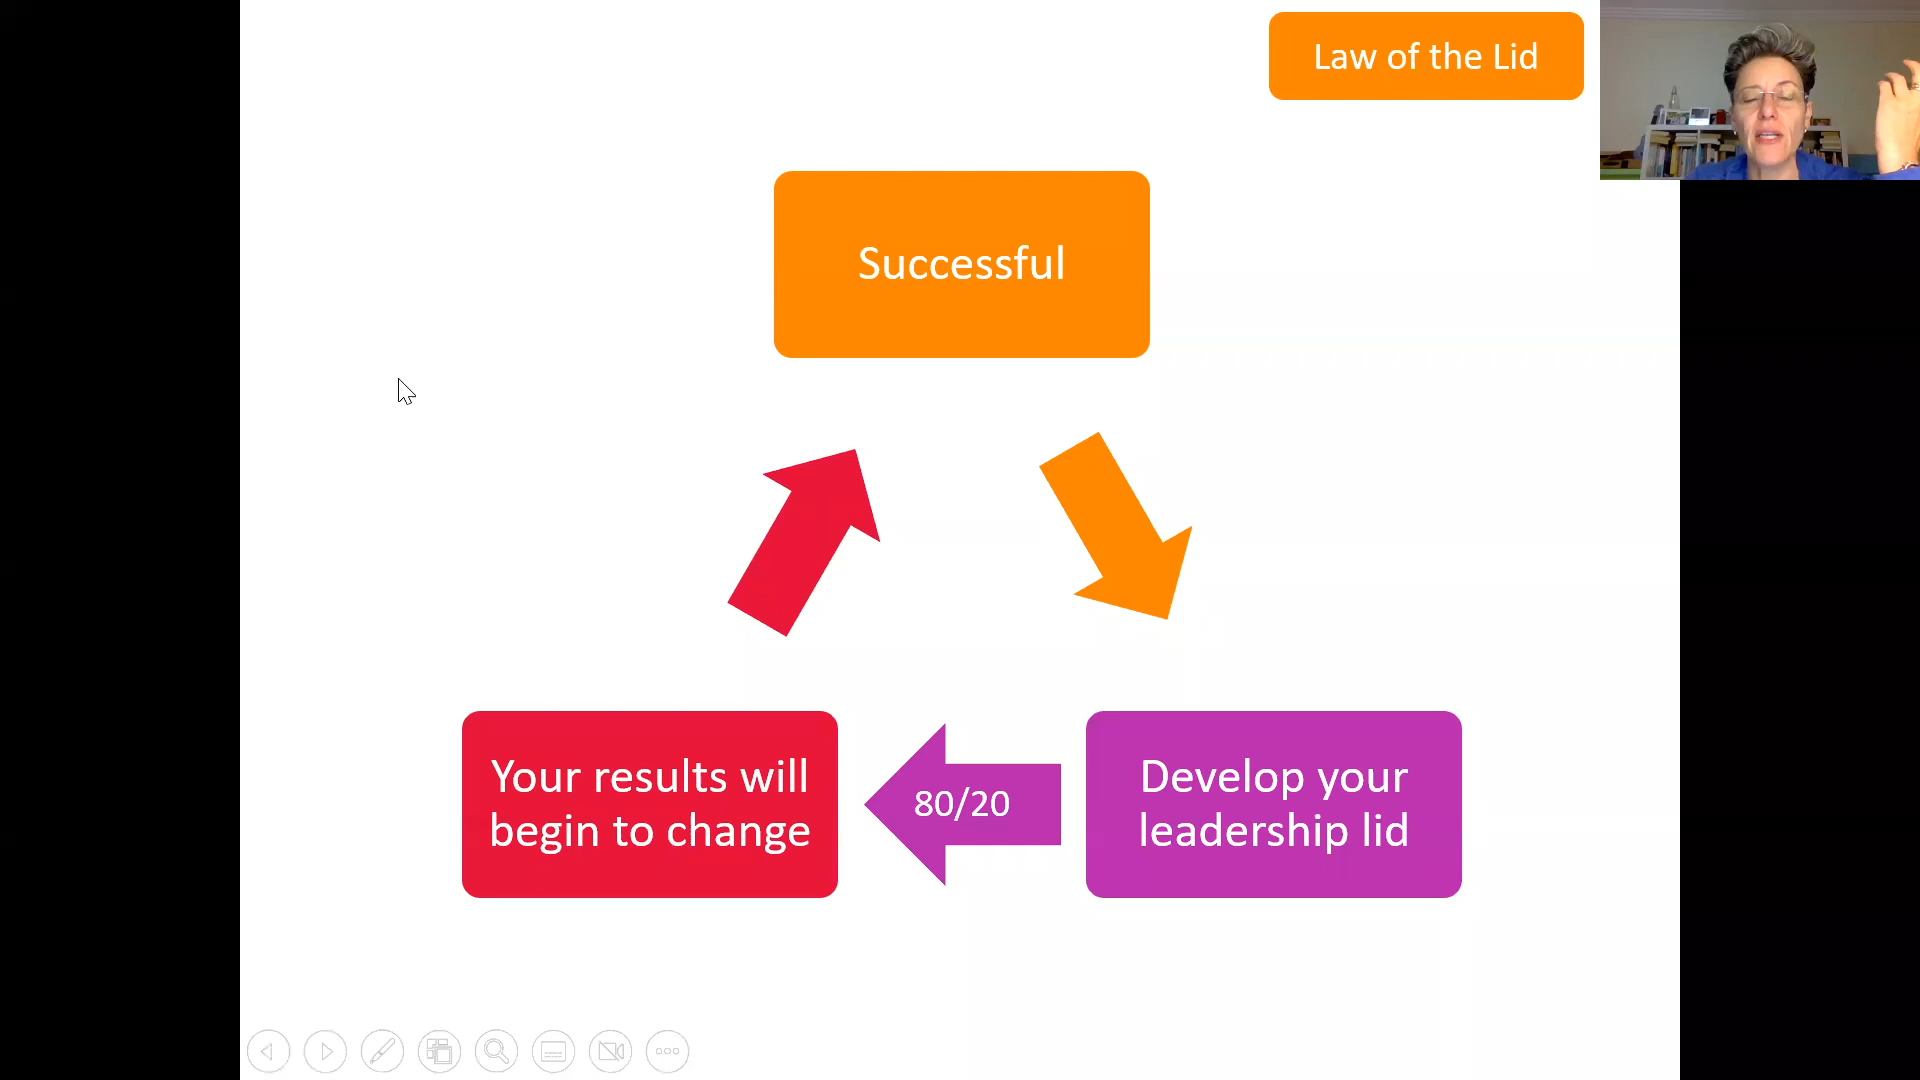 Law of the Lid
Successful
Your results will
begin to change
80/20
Develop your
leadership lid